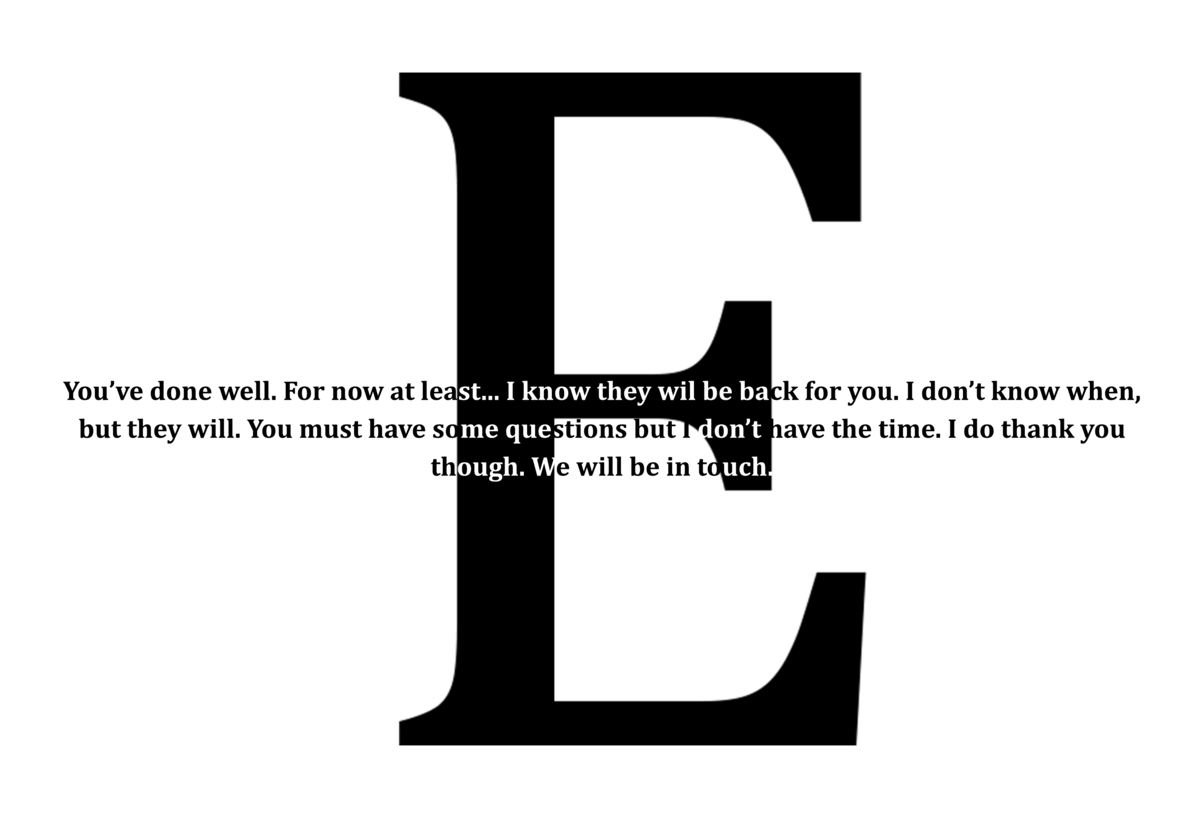 E
You’ve done well. For now at least... I know they wil be back for you. I don’t know when,
but they will. You must have some questions but I don’t have the time. I do thank you
though. We will be in touch.